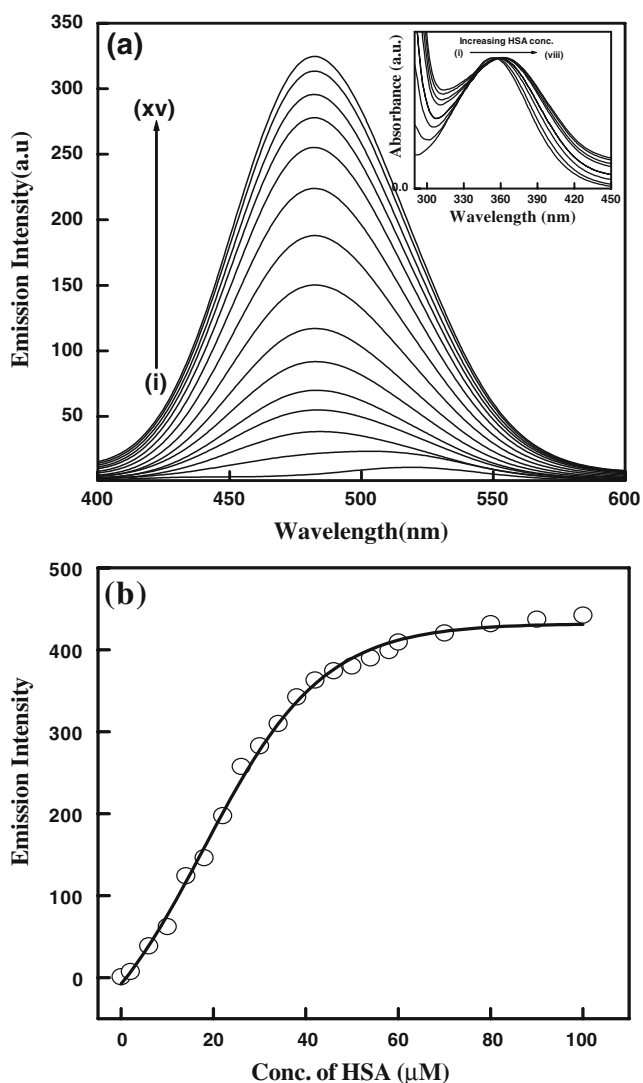 (a)
350
300
250
200
150
100
50
Emission Intensity(a.u)
(xv)
(i)
400 450 500 550 600
Wavelength(nm)
Increasing HSA conc.
(i) (viii)
Absorbance (a.u.)
0.0
300 330 360 390 420 450
Wavelength (nm)
(b)
500
400
300
200
100
0
Emission Intensity
0 20 40 60 80 100
Conc. of HSA (μM)